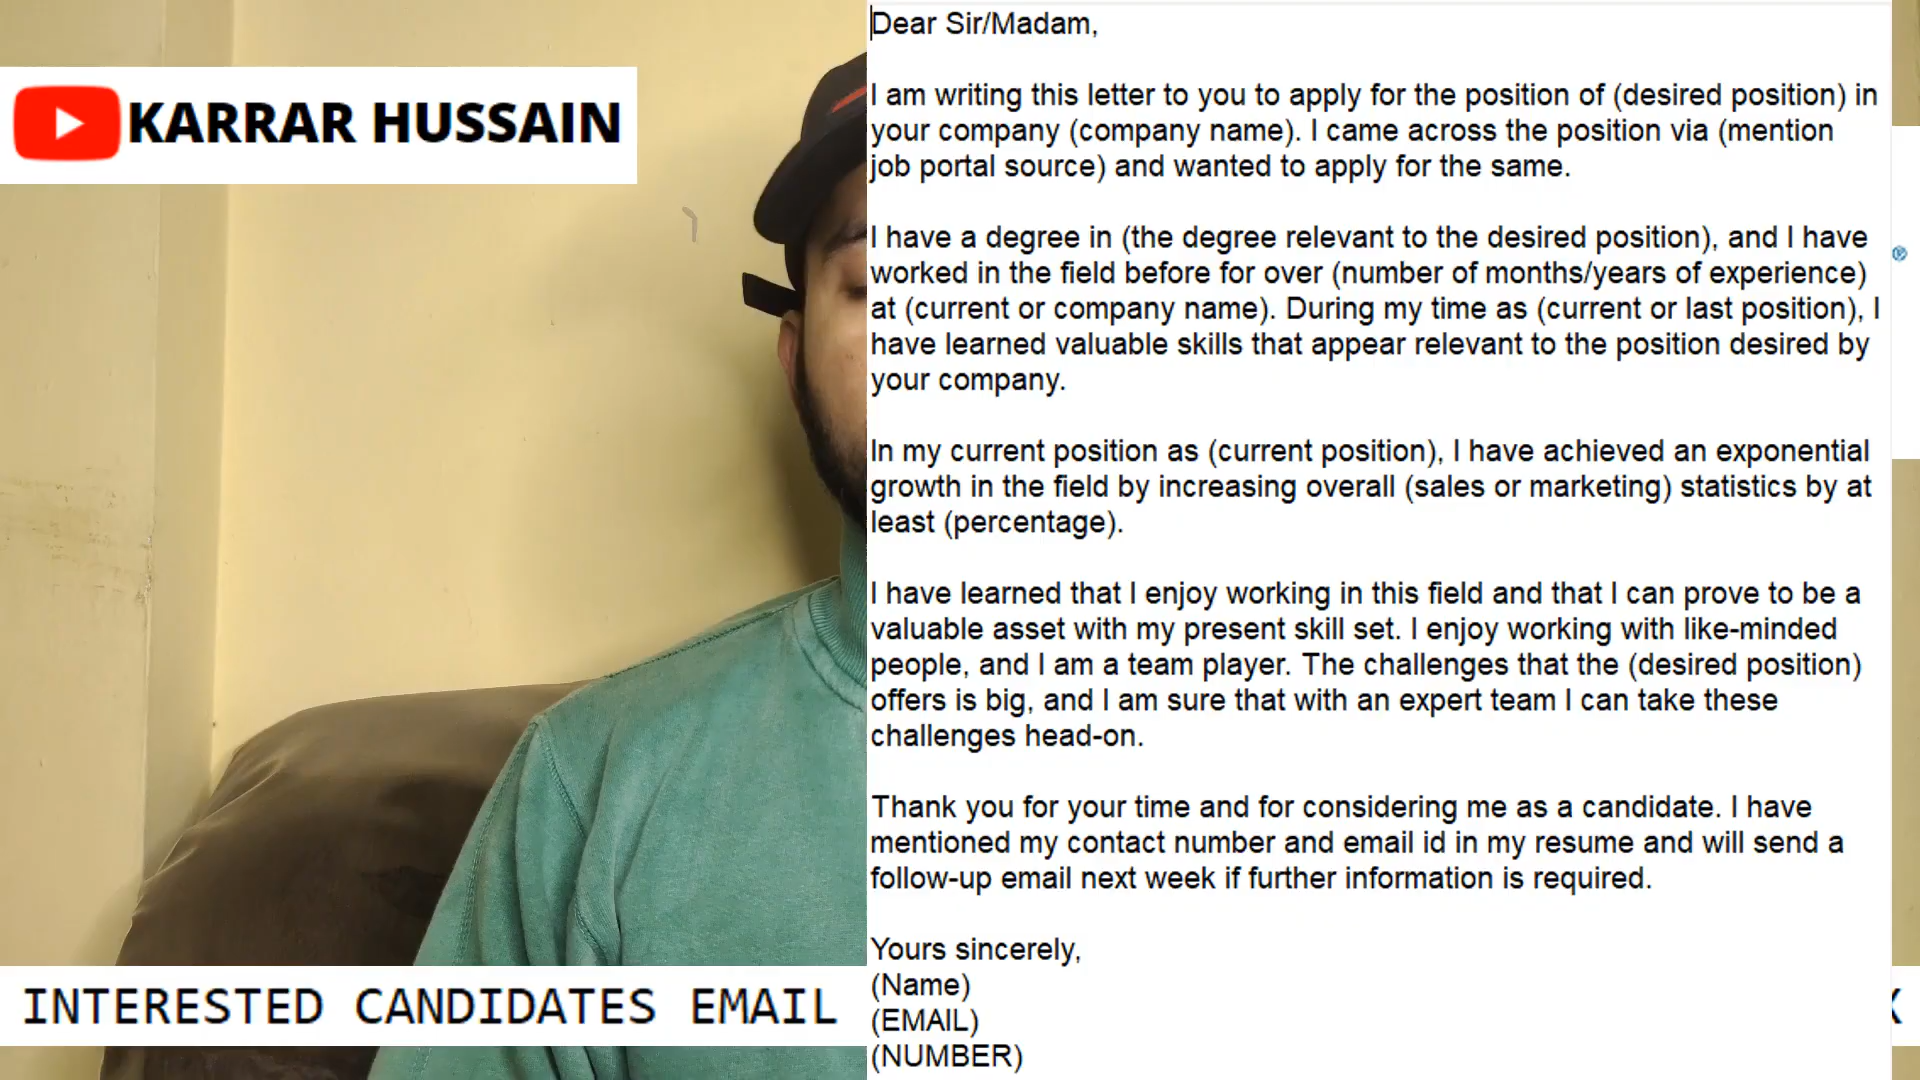 KARRAR HUSSAIN
Dear Sir/Madam,
I am writing this letter to you to apply for the position of (desired position) in
your company (company name). I came across the position via (mention
job portal source) and wanted to apply for the same.
I have a degree in (the degree relevant to the desired position), and I have
worked in the field before for over (number of months/years of experience)
at (current or company name). During my time as (current or last position), I
have learned valuable skills that appear relevant to the position desired by
your company.
In my current position as (current position), I have achieved an exponential
growth in the field by increasing overall (sales or marketing) statistics by at
least (percentage).
I have learned that I enjoy working in this field and that I can prove to be a
valuable asset with my present skill set. I enjoy working with like-minded
people, and I am a team player. The challenges that the (desired position)
offers is big, and I am sure that with an expert team I can take these
challenges head-on.
Thank you for your time and for considering me as a candidate. I have
mentioned my contact number and email id in my resume and will send a
follow-up email next week if further information is required.
Yours sincerely,
(Name)
(EMAIL)
(NUMBER)
INTERESTED CANDIDATES EMAIL